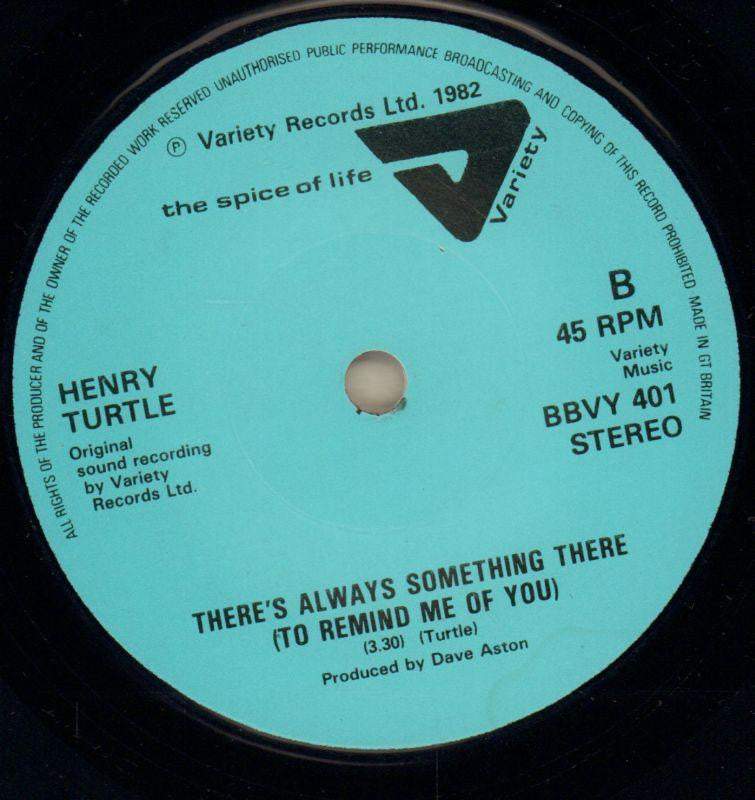 ALL RIGHTS OF THE PRODUCER AND OF THE OWNER OF THE RECORDED WORK RESERVED UNAUTHORISED PUBLIC PERFORMANCE BROADCASTING AND COPYING OF THIS RECORD PROHIBITED · MADE IN GT BRITAIN
Ⓟ Variety Records Ltd. 1982
the spice of life
Variety
B
45 RPM
Variety
Music
BBVY 401
STEREO
HENRY
TURTLE
Original
sound recording
by Variety
Records Ltd.
THERE'S ALWAYS SOMETHING THERE
(TO REMIND ME OF YOU)
(3.30) (Turtle)
Produced by Dave Aston